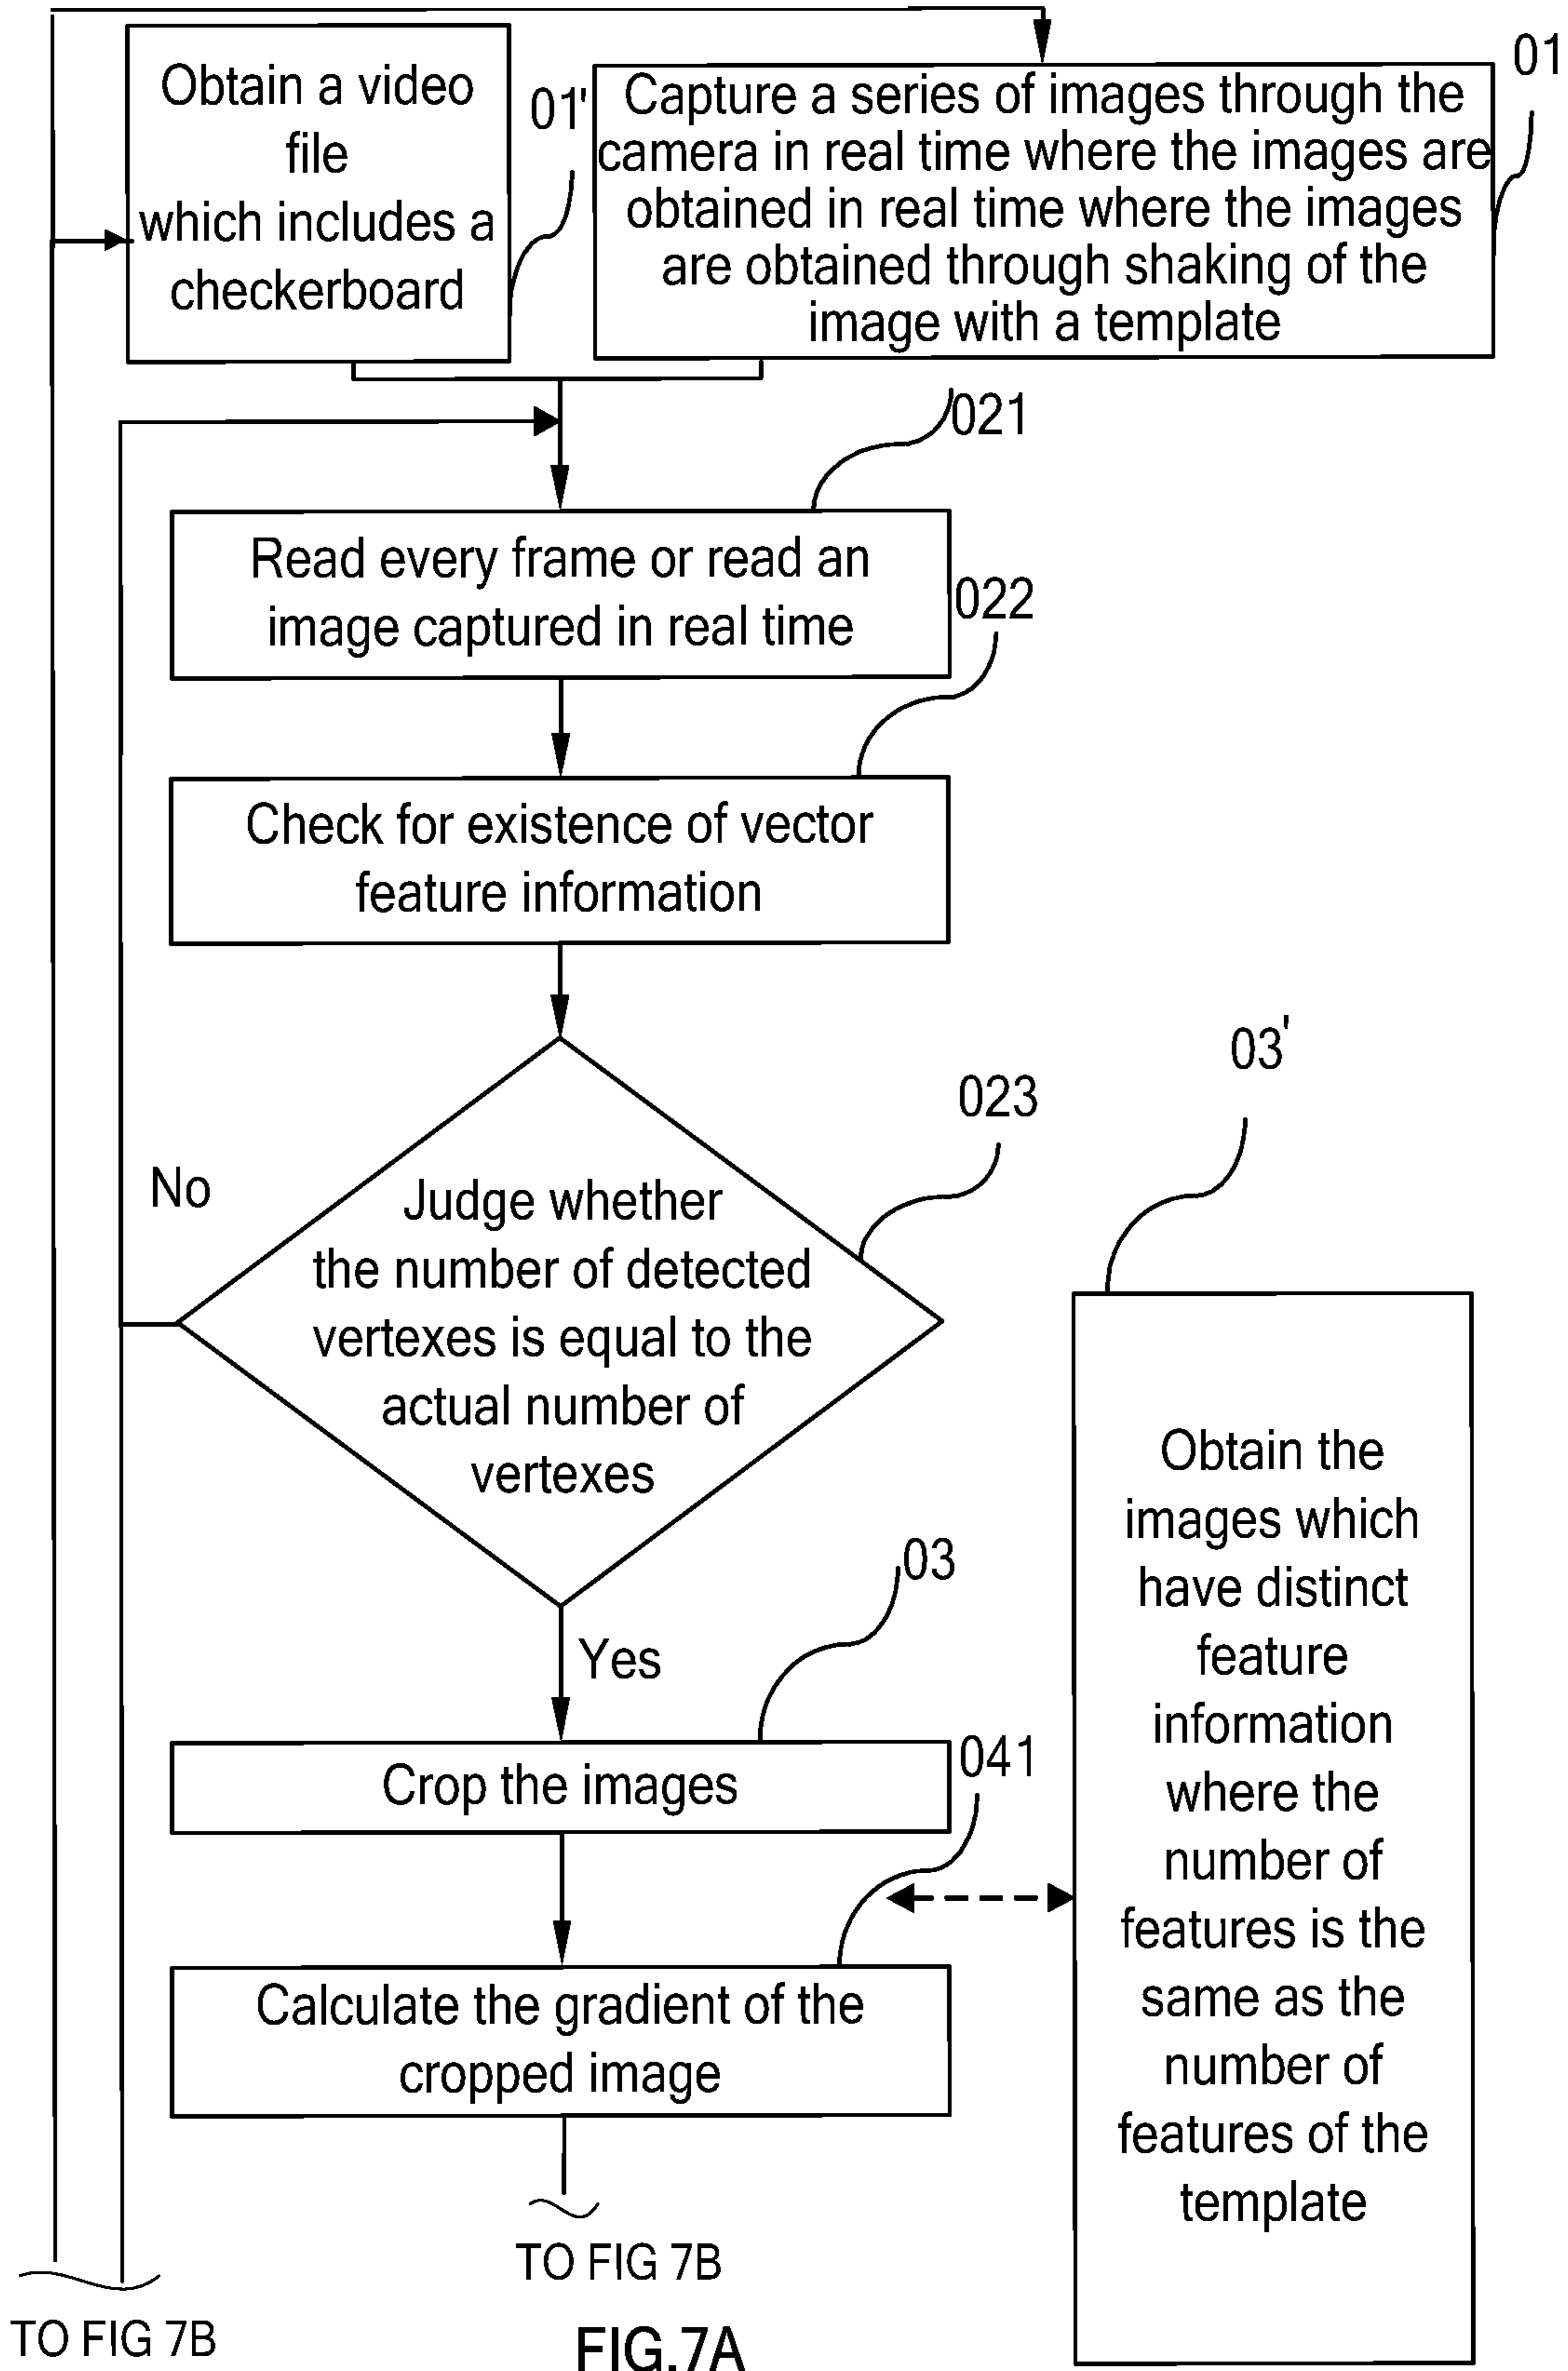 Obtain a video
file
which includes a
checkerboard
01'
Capture a series of images through the
camera in real time where the images are
obtained in real time where the images
are obtained through shaking of the
image with a template
01
021
Read every frame or read an
image captured in real time
022
Check for existence of vector
feature information
023
No
Judge whether
the number of detected
vertexes is equal to the
actual number of
vertexes
Yes
03
Crop the images
041
Calculate the gradient of the
cropped image
03'
Obtain the
images which
have distinct
feature
information
where the
number of
features is the
same as the
number of
features of the
template
TO FIG 7B
TO FIG 7B
FIG.7A